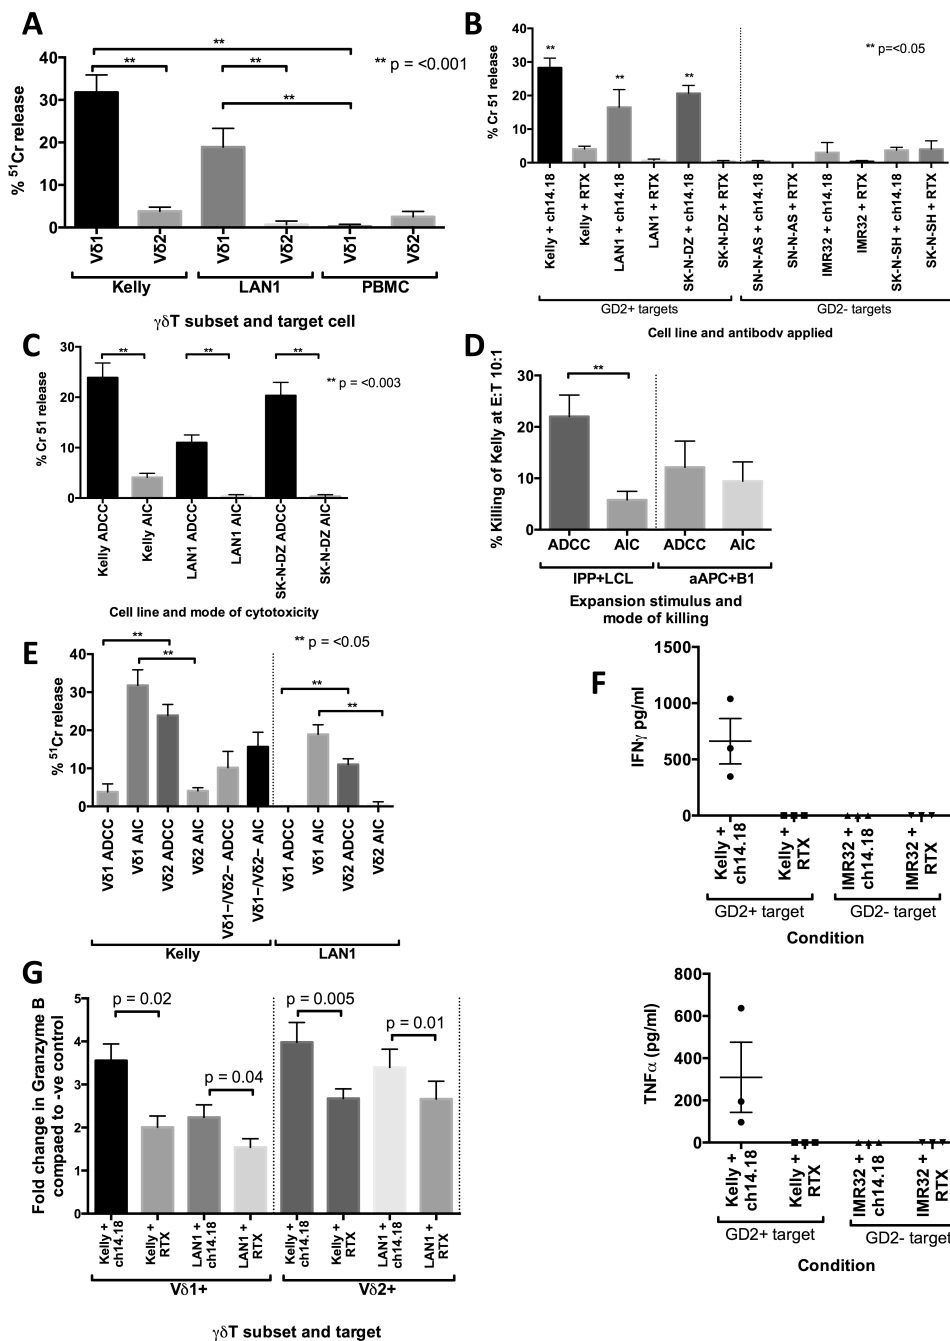 A
% ⁵¹Cr release
40
30
20
10
0
**
**
**
**
** p = <0.001
Vδ1
Vδ2
Vδ1
Vδ2
Vδ1
Vδ2
Kelly
LAN1
PBMC
γδT subset and target cell
B
% Cr 51 release
40
30
20
10
0
**
**
**
** p=<0.05
Kelly + ch14.18
Kelly + RTX
LAN1 + ch14.18
LAN1 + RTX
SK-N-DZ + ch14.18
SK-N-DZ + RTX
SN-N-AS + ch14.18
SN-N-AS + RTX
IMR32 + ch14.18
IMR32 + RTX
SK-N-SH + ch14.18
SK-N-SH + RTX
GD2+ targets
GD2- targets
Cell line and antibody applied
C
% Cr 51 release
30
20
10
0
**
**
**
** p = <0.003
Kelly ADCC
Kelly AIC
LAN1 ADCC
LAN1 AIC
SK-N-DZ ADCC
SK-N-DZ AIC
Cell line and mode of cytotoxicity
D
% Killing of Kelly at E:T 10:1
30
20
10
0
**
ADCC
AIC
ADCC
AIC
IPP+LCL
aAPC+B1
Expansion stimulus and
mode of killing
E
% ⁵¹Cr release
40
30
20
10
0
**
**
** p = <0.05
**
**
Vδ1 ADCC
Vδ1 AIC
Vδ2 ADCC
Vδ2 AIC
Vδ1–/Vδ2– ADCC
Vδ1–/Vδ2– AIC
Vδ1 ADCC
Vδ1 AIC
Vδ2 ADCC
Vδ2 AIC
Kelly
LAN1
F
IFNγ pg/ml
1500
1000
500
0
Kelly +
ch14.18
Kelly +
RTX
IMR32 +
ch14.18
IMR32 +
RTX
GD2+ target
GD2- target
Condition
TNFα (pg/ml)
800
600
400
200
0
Kelly +
ch14.18
Kelly +
RTX
IMR32 +
ch14.18
IMR32 +
RTX
GD2+ target
GD2- target
Condition
G
Fold change in Granzyme B
compaed to -ve control
5
4
3
2
1
0
p = 0.02
p = 0.04
p = 0.005
p = 0.01
Kelly +
ch14.18
Kelly +
RTX
LAN1 +
ch14.18
LAN1 +
RTX
Kelly +
ch14.18
Kelly +
RTX
LAN1 +
ch14.18
LAN1 +
RTX
Vδ1+
Vδ2+
γδT subset and target